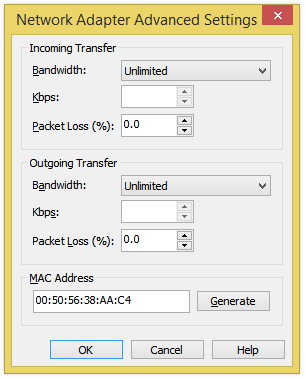 Network Adapter Advanced Settings
Incoming Transfer
Bandwidth: Unlimited
Kbps:
Packet Loss (%): 0.0
Outgoing Transfer
Bandwidth: Unlimited
Kbps:
Packet Loss (%): 0.0
MAC Address
00:50:56:38:AA:C4 Generate
OK Cancel Help